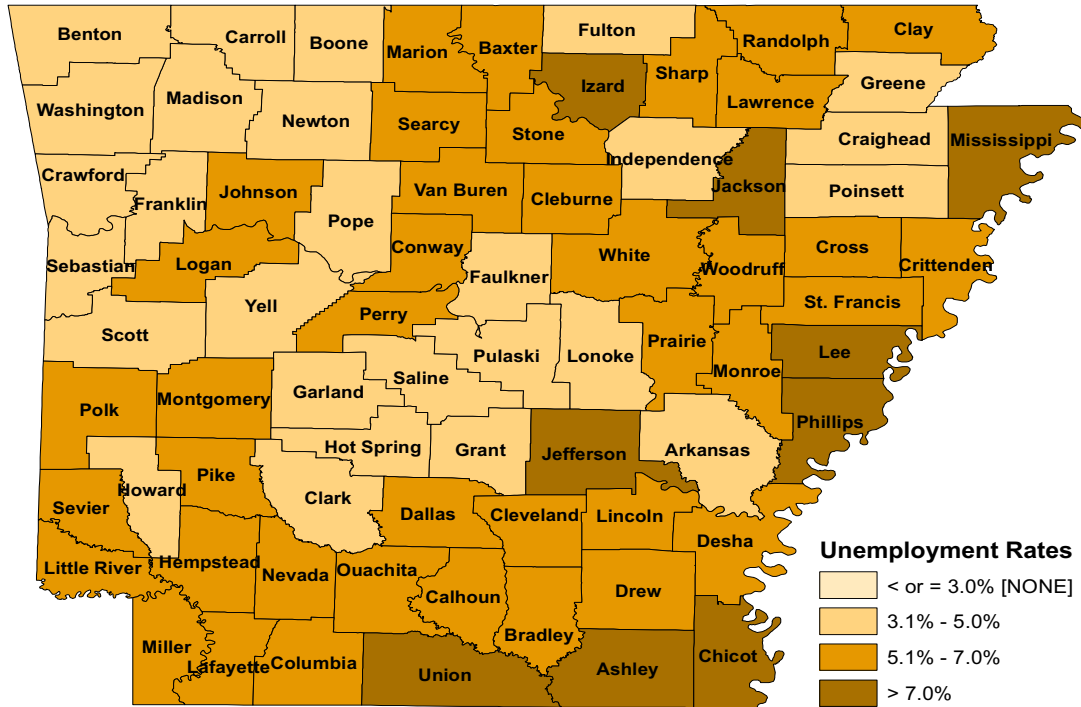 Benton
Carroll
Boone
Marion
Baxter
Fulton
Randolph
Clay
Izard
Sharp
Greene
Washington
Madison
Newton
Searcy
Stone
Lawrence
Craighead
Mississippi
Independence
Jackson
Poinsett
Crawford
Franklin
Johnson
Pope
Van Buren
Cleburne
Sebastian
Logan
Conway
Faulkner
White
Woodruff
Cross
Crittenden
Scott
Yell
Perry
St. Francis
Pulaski
Lonoke
Prairie
Lee
Saline
Monroe
Garland
Polk
Montgomery
Phillips
Hot Spring
Grant
Jefferson
Arkansas
Howard
Pike
Clark
Sevier
Dallas
Cleveland
Lincoln
Desha
Little River
Hempstead
Nevada
Ouachita
Calhoun
Drew
Bradley
Miller
Lafayette
Columbia
Union
Ashley
Chicot
Unemployment Rates
< or = 3.0% [NONE]
3.1% - 5.0%
5.1% - 7.0%
> 7.0%